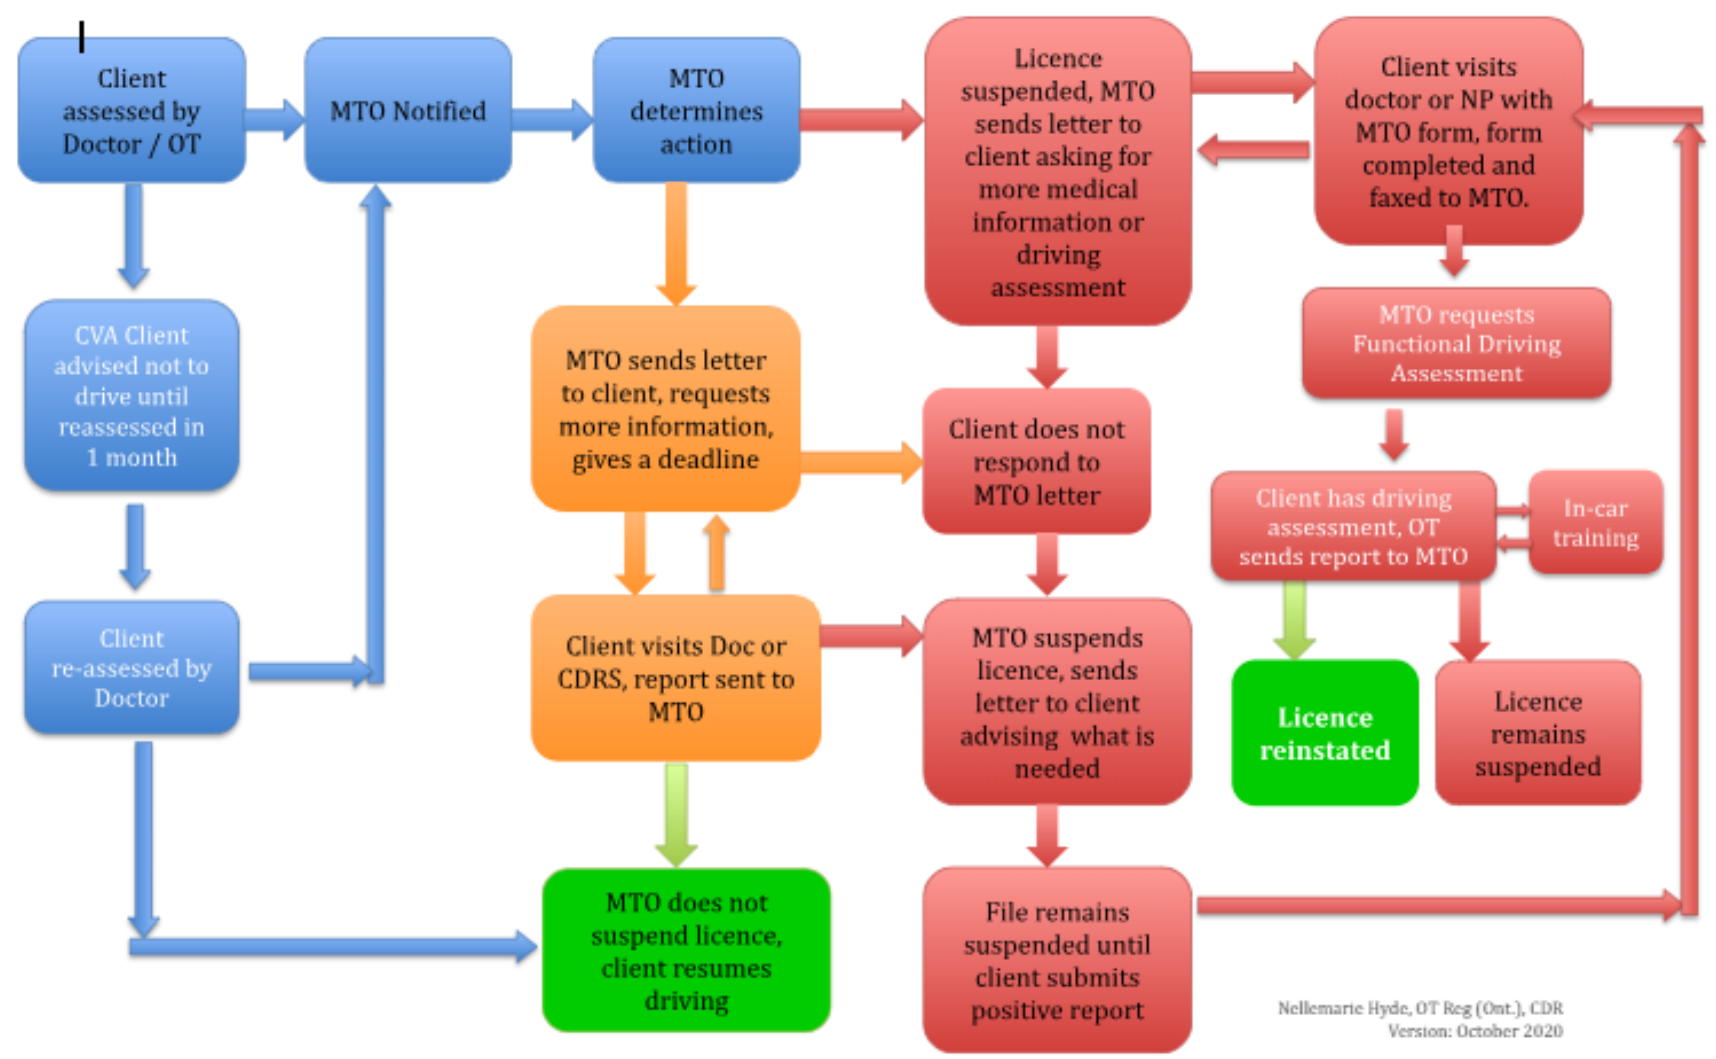 Client
assessed by
Doctor / OT
MTO Notified
MTO
determines
action
Licence
suspended, MTO
sends letter to
client asking for
more medical
information or
driving
assessment
Client visits
doctor or NP with
MTO form, form
completed and
faxed to MTO.
CVA Client
advised not to
drive until
reassessed in
1 month
MTO sends letter
to client, requests
more information,
gives a deadline
Client does not
respond to
MTO letter
MTO requests
Functional Driving
Assessment
Client has driving
assessment, OT
sends report to MTO
In-car
training
Client
re-assessed by
Doctor
Client visits Doc or
CDRS, report sent to
MTO
MTO suspends
licence, sends
letter to client
advising what is
needed
Licence
reinstated
Licence
remains
suspended
MTO does not
suspend licence,
client resumes
driving
File remains
suspended until
client submits
positive report
Nellemarie Hyde, OT Reg (Ont.), CDR
Version: October 2020